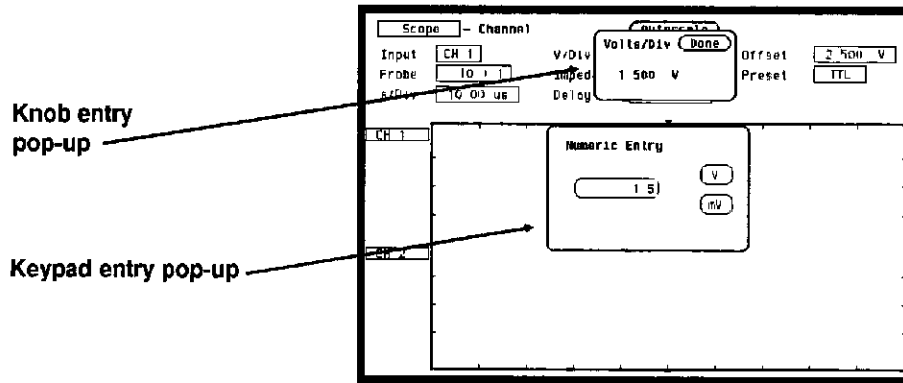 Scope - Channel
Input CH 1 V/Div Volts/Div Done Offset 2 500 V
Probe 10 : 1 Imped 1 500 V Preset TTL
s/Div 10 00 us Delay
Knob entry
pop-up
CH 1
Numeric Entry
1 5
V
mV
CH 2
Keypad entry pop-up